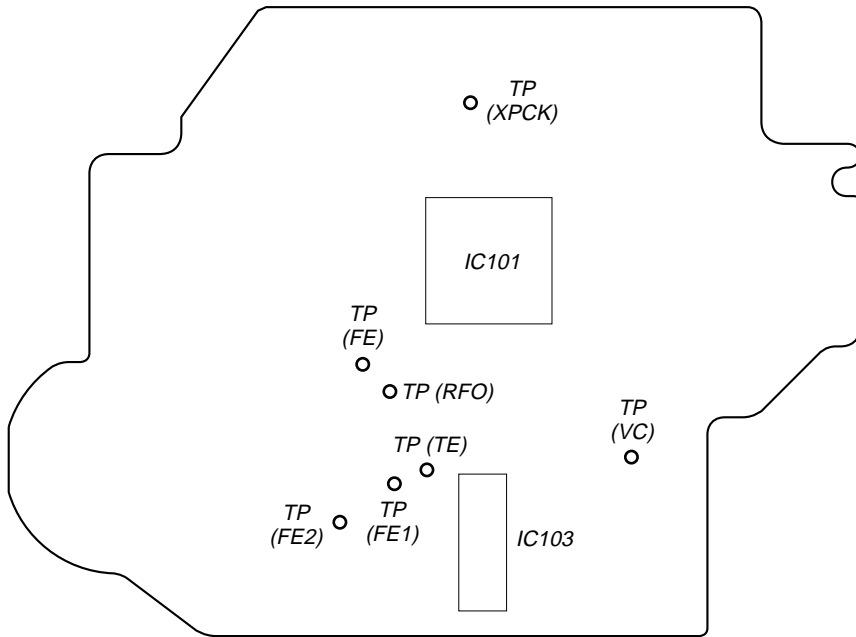 TP
(XPCK)
IC101
TP
(FE)
TP (RFO)
TP
(VC)
TP (TE)
TP
(FE2)
TP
(FE1)
IC103